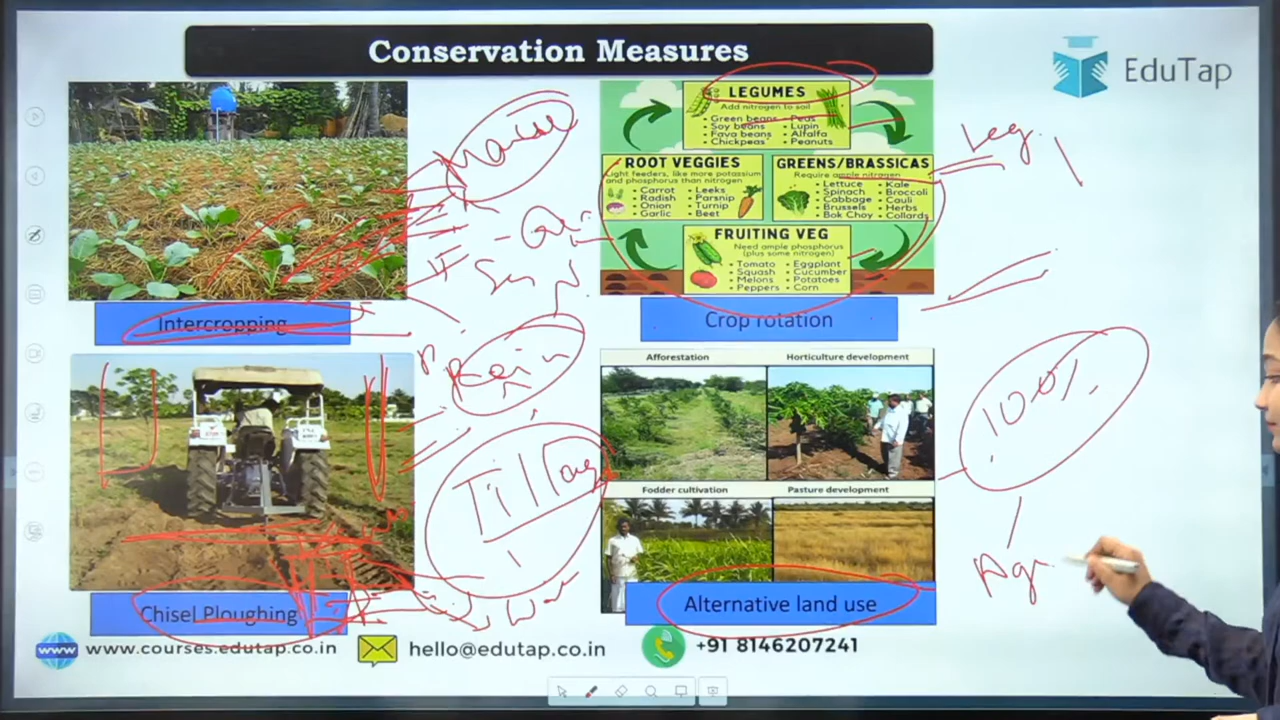 Conservation Measures
EduTap
Maize
Intercropping
LEGUMES
Add nitrogen to soil
• Green beans • Peas
• Soy beans • Lupin
• Fava beans • Alfalfa
• Chickpeas • Peanuts
Leg.
ROOT VEGGIES
Light feeders, like more potassium
and phosphorus than nitrogen
• Carrot • Leeks
• Radish • Parsnip
• Onion • Turnip
• Garlic • Beet
GREENS/BRASSICAS
Require ample nitrogen
• Lettuce • Kale
• Spinach • Broccoli
• Cabbage • Cauli
• Brussels • Herbs
• Bok Choy • Collards
FRUITING VEG
Need ample phosphorus
(plus some nitrogen)
• Tomato • Eggplant
• Squash • Cucumber
• Melons • Potatoes
• Peppers • Corn
Crop rotation
Chisel Ploughing
Tillag
Afforestation
Horticulture development
Fodder cultivation
Pasture development
Alternative land use
100%.
Agr
www.courses.edutap.co.in
hello@edutap.co.in
+91 8146207241